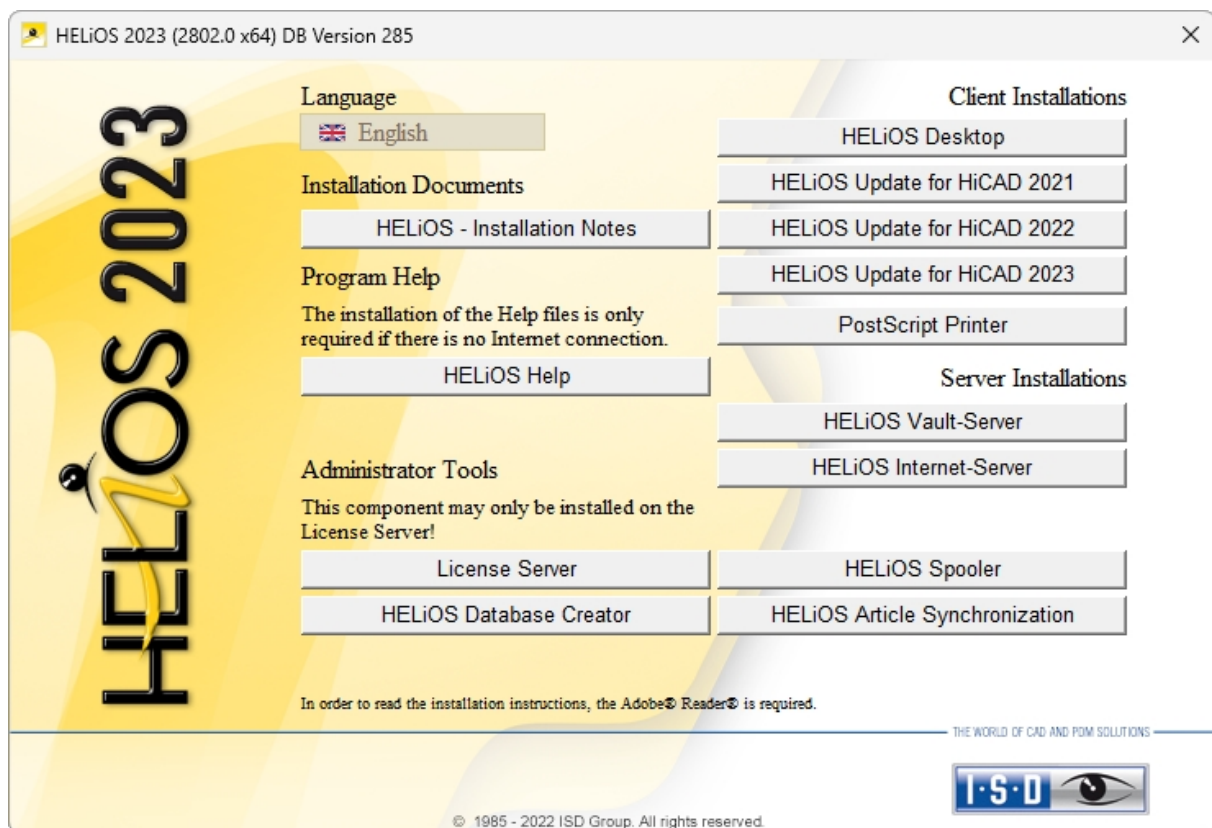 HELiOS 2023 (2802.0 x64) DB Version 285
HELiOS 2023
Language
English
Installation Documents
HELiOS - Installation Notes
Program Help
The installation of the Help files is only
required if there is no Internet connection.
HELiOS Help
Administrator Tools
This component may only be installed on the
License Server!
License Server
HELiOS Database Creator
Client Installations
HELiOS Desktop
HELiOS Update for HiCAD 2021
HELiOS Update for HiCAD 2022
HELiOS Update for HiCAD 2023
PostScript Printer
Server Installations
HELiOS Vault-Server
HELiOS Internet-Server
HELiOS Spooler
HELiOS Article Synchronization
In order to read the installation instructions, the Adobe® Reader® is required.
THE WORLD OF CAD AND PDM SOLUTIONS
I·S·D
© 1985 - 2022 ISD Group. All rights reserved.